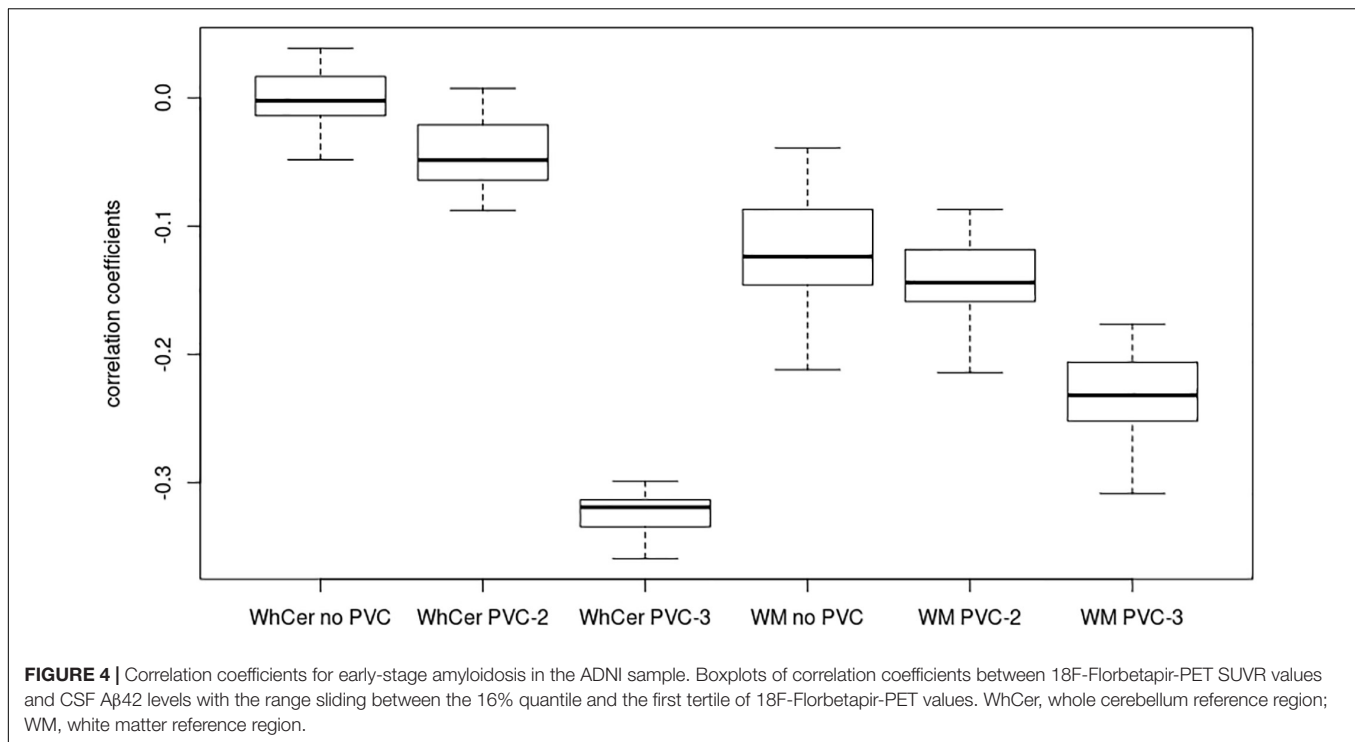 0.0
-0.1
-0.2
-0.3
correlation coefficients
WhCer no PVC WhCer PVC-2 WhCer PVC-3 WM no PVC WM PVC-2 WM PVC-3
FIGURE 4 | Correlation coefficients for early-stage amyloidosis in the ADNI sample. Boxplots of correlation coefficients between 18F-Florbetapir-PET SUVR values
and CSF Aβ42 levels with the range sliding between the 16% quantile and the first tertile of 18F-Florbetapir-PET values. WhCer, whole cerebellum reference region;
WM, white matter reference region.